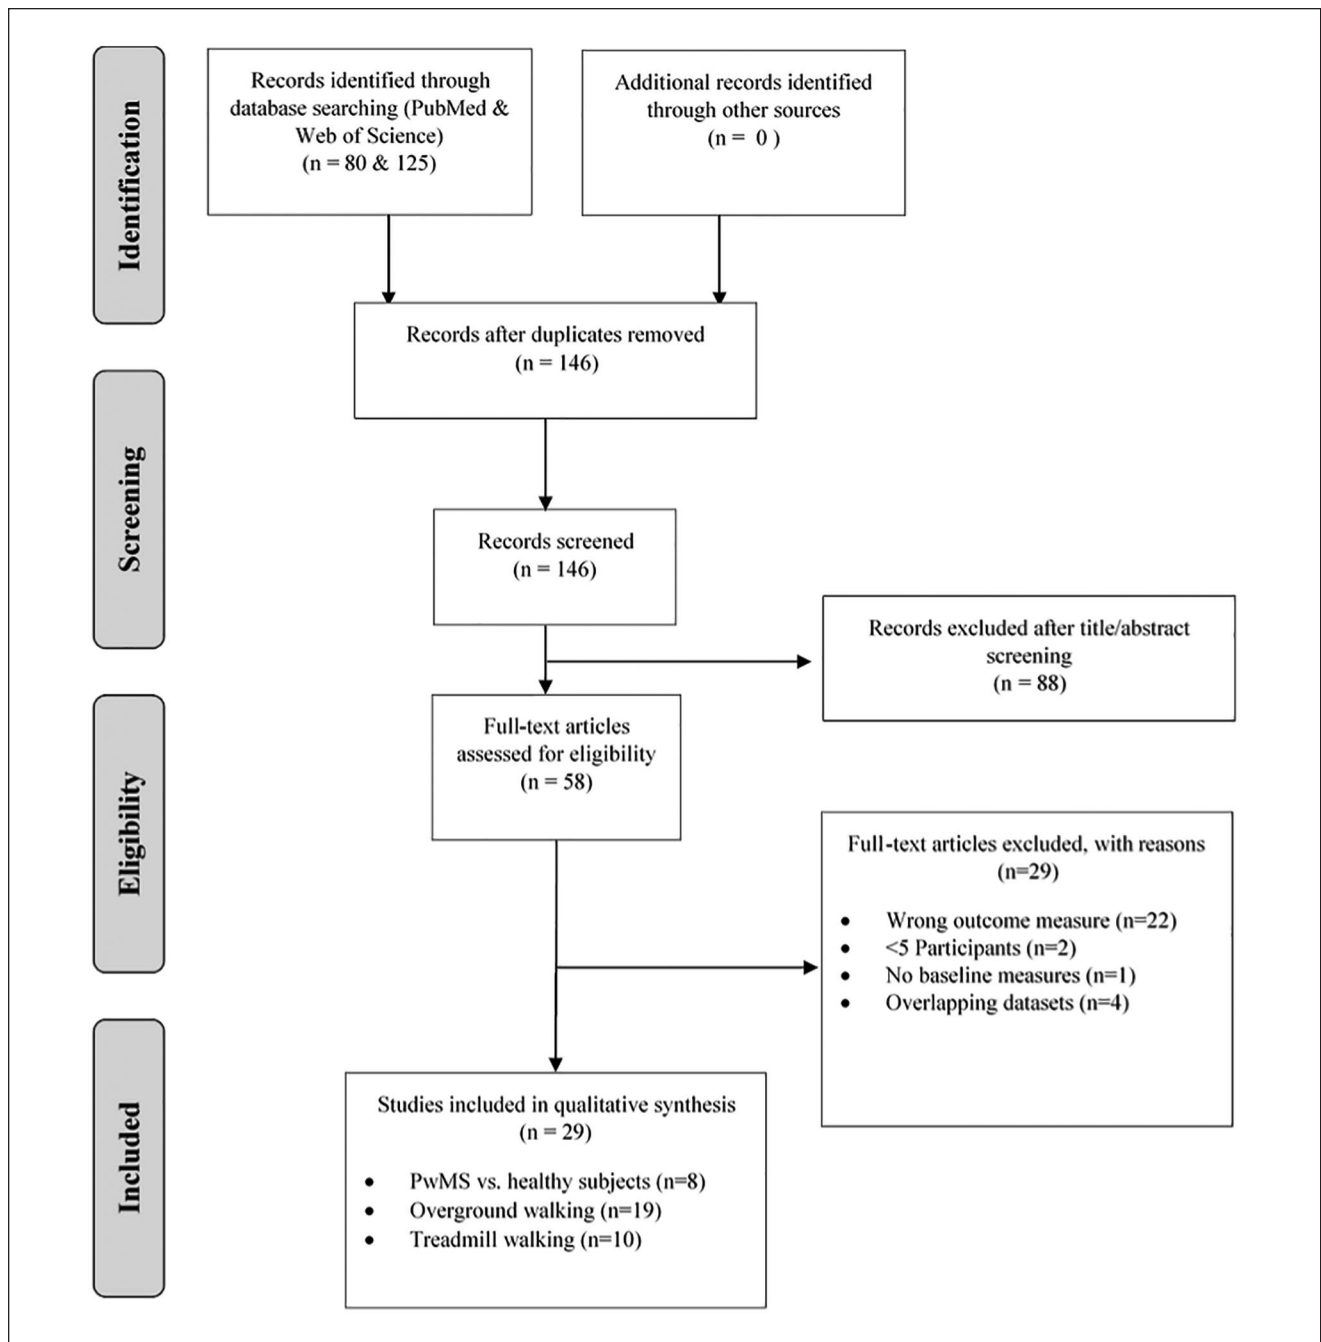 Identification
Records identified through
database searching (PubMed &
Web of Science)
(n = 80 & 125)
Additional records identified
through other sources
(n = 0 )
Records after duplicates removed
(n = 146)
Screening
Records screened
(n = 146)
Records excluded after title/abstract
screening
(n = 88)
Eligibility
Full-text articles
assessed for eligibility
(n = 58)
Full-text articles excluded, with reasons
(n=29)
• Wrong outcome measure (n=22)
• <5 Participants (n=2)
• No baseline measures (n=1)
• Overlapping datasets (n=4)
Included
Studies included in qualitative synthesis
(n = 29)
• PwMS vs. healthy subjects (n=8)
• Overground walking (n=19)
• Treadmill walking (n=10)